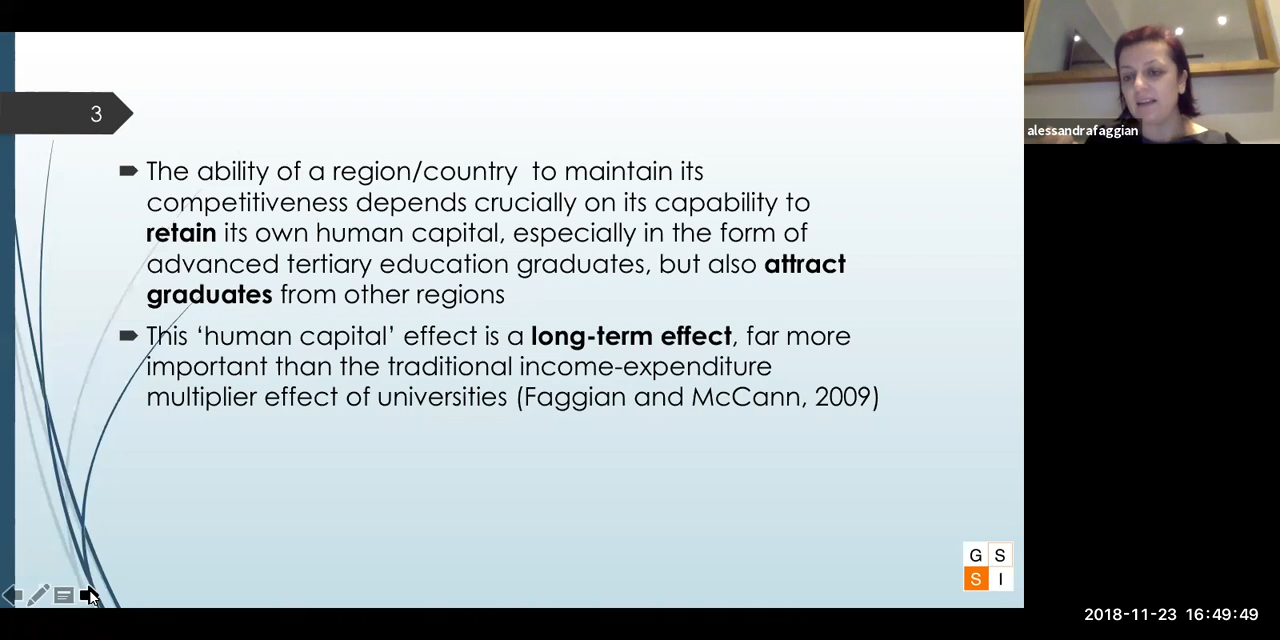 3
The ability of a region/country  to maintain its
competitiveness depends crucially on its capability to
retain its own human capital, especially in the form of
advanced tertiary education graduates, but also attract
graduates from other regions
This ‘human capital’ effect is a long-term effect, far more
important than the traditional income-expenditure
multiplier effect of universities (Faggian and McCann, 2009)
G S
S I
alessandrafaggian
2018-11-23 16:49:49